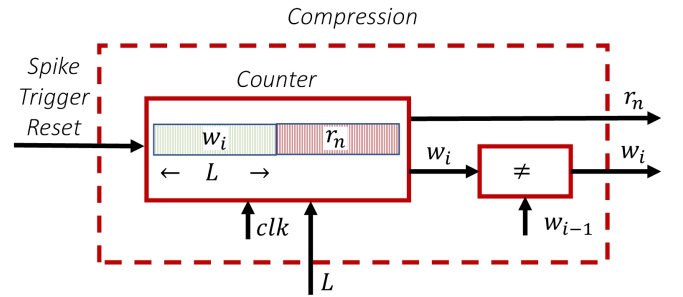 Compression
Spike
Trigger
Reset
Counter
w_i r_n
← L →
clk
L
r_n
w_i
≠
w_i
w_{i−1}